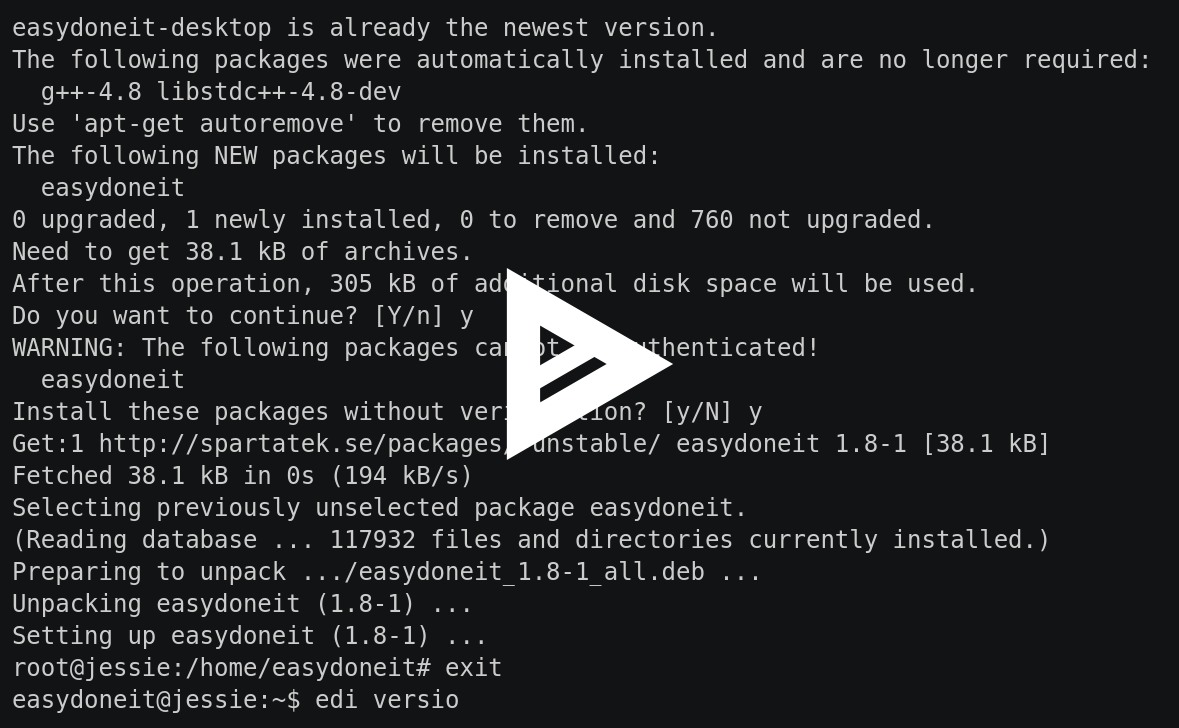 easydoneit-desktop is already the newest version.
The following packages were automatically installed and are no longer required:
  g++-4.8 libstdc++-4.8-dev
Use 'apt-get autoremove' to remove them.
The following NEW packages will be installed:
  easydoneit
0 upgraded, 1 newly installed, 0 to remove and 760 not upgraded.
Need to get 38.1 kB of archives.
After this operation, 305 kB of additional disk space will be used.
Do you want to continue? [Y/n] y
WARNING: The following packages cannot be authenticated!
  easydoneit
Install these packages without verification? [y/N] y
Get:1 http://spartatek.se/packages/ unstable/ easydoneit 1.8-1 [38.1 kB]
Fetched 38.1 kB in 0s (194 kB/s)
Selecting previously unselected package easydoneit.
(Reading database ... 117932 files and directories currently installed.)
Preparing to unpack .../easydoneit_1.8-1_all.deb ...
Unpacking easydoneit (1.8-1) ...
Setting up easydoneit (1.8-1) ...
root@jessie:/home/easydoneit# exit
easydoneit@jessie:~$ edi versio